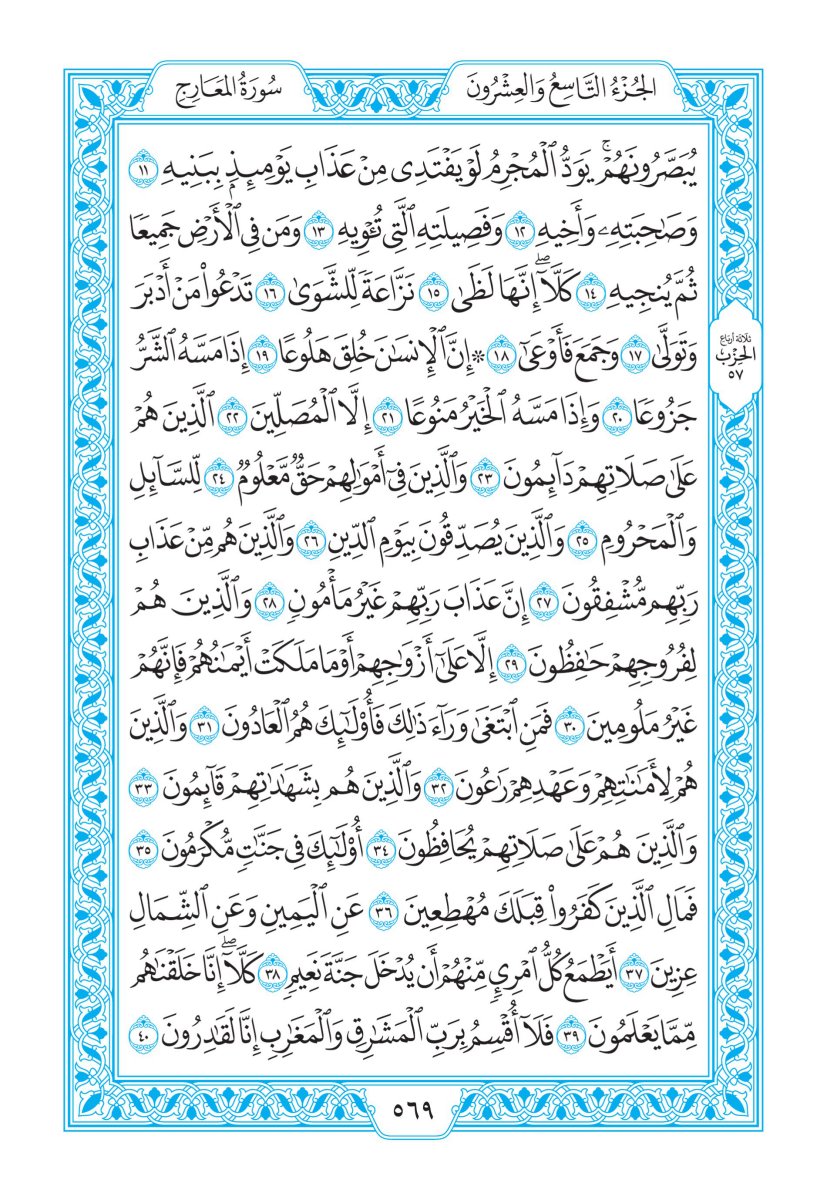 سُورَةُ المَعَارِجِ
الجُزْءُ التَّاسِعُ وَالعِشْرُونَ
يُبَصَّرُونَهُمْۚ يَوَدُّ ٱلْمُجْرِمُ لَوْ يَفْتَدِى مِنْ عَذَابِ يَوْمِئِذٍۭ بِبَنِيهِ ١١
وَصَٰحِبَتِهِۦ وَأَخِيهِ ١٢ وَفَصِيلَتِهِ ٱلَّتِى تُـْٔوِيهِ ١٣ وَمَن فِى ٱلْأَرْضِ جَمِيعًا
ثُمَّ يُنجِيهِ ١٤ كَلَّآۖ إِنَّهَا لَظَىٰ ١٥ نَزَّاعَةً لِّلشَّوَىٰ ١٦ تَدْعُوا۟ مَنْ أَدْبَرَ
وَتَوَلَّىٰ ١٧ وَجَمَعَ فَأَوْعَىٰٓ ١٨ ۞ إِنَّ ٱلْإِنسَٰنَ خُلِقَ هَلُوعًا ١٩ إِذَا مَسَّهُ ٱلشَّرُّ
جَزُوعًا ٢٠ وَإِذَا مَسَّهُ ٱلْخَيْرُ مَنُوعًا ٢١ إِلَّا ٱلْمُصَلِّينَ ٢٢ ٱلَّذِينَ هُمْ
عَلَىٰ صَلَاتِهِمْ دَآئِمُونَ ٢٣ وَٱلَّذِينَ فِىٓ أَمْوَٰلِهِمْ حَقٌّ مَّعْلُومٌ ٢٤ لِّلسَّآئِلِ
وَٱلْمَحْرُومِ ٢٥ وَٱلَّذِينَ يُصَدِّقُونَ بِيَوْمِ ٱلدِّينِ ٢٦ وَٱلَّذِينَ هُم مِّنْ عَذَابِ
رَبِّهِم مُّشْفِقُونَ ٢٧ إِنَّ عَذَابَ رَبِّهِمْ غَيْرُ مَأْمُونٍ ٢٨ وَٱلَّذِينَ هُمْ
لِفُرُوجِهِمْ حَٰفِظُونَ ٢٩ إِلَّا عَلَىٰٓ أَزْوَٰجِهِمْ أَوْ مَا مَلَكَتْ أَيْمَٰنُهُمْ فَإِنَّهُمْ
غَيْرُ مَلُومِينَ ٣٠ فَمَنِ ٱبْتَغَىٰ وَرَآءَ ذَٰلِكَ فَأُو۟لَٰٓئِكَ هُمُ ٱلْعَادُونَ ٣١ وَٱلَّذِينَ
هُمْ لِأَمَٰنَٰتِهِمْ وَعَهْدِهِمْ رَٰعُونَ ٣٢ وَٱلَّذِينَ هُم بِشَهَٰدَٰتِهِمْ قَآئِمُونَ ٣٣
وَٱلَّذِينَ هُمْ عَلَىٰ صَلَاتِهِمْ يُحَافِظُونَ ٣٤ أُو۟لَٰٓئِكَ فِى جَنَّٰتٍ مُّكْرَمُونَ ٣٥
فَمَالِ ٱلَّذِينَ كَفَرُوا۟ قِبَلَكَ مُهْطِعِينَ ٣٦ عَنِ ٱلْيَمِينِ وَعَنِ ٱلشِّمَالِ
عِزِينَ ٣٧ أَيَطْمَعُ كُلُّ ٱمْرِئٍ مِّنْهُمْ أَن يُدْخَلَ جَنَّةَ نَعِيمٍ ٣٨ كَلَّآۖ إِنَّا خَلَقْنَٰهُم
مِّمَّا يَعْلَمُونَ ٣٩ فَلَآ أُقْسِمُ بِرَبِّ ٱلْمَشَٰرِقِ وَٱلْمَغَٰرِبِ إِنَّا لَقَٰدِرُونَ ٤٠
ثلاثة أرباع
الحِزْب
٥٧
٥٦٩